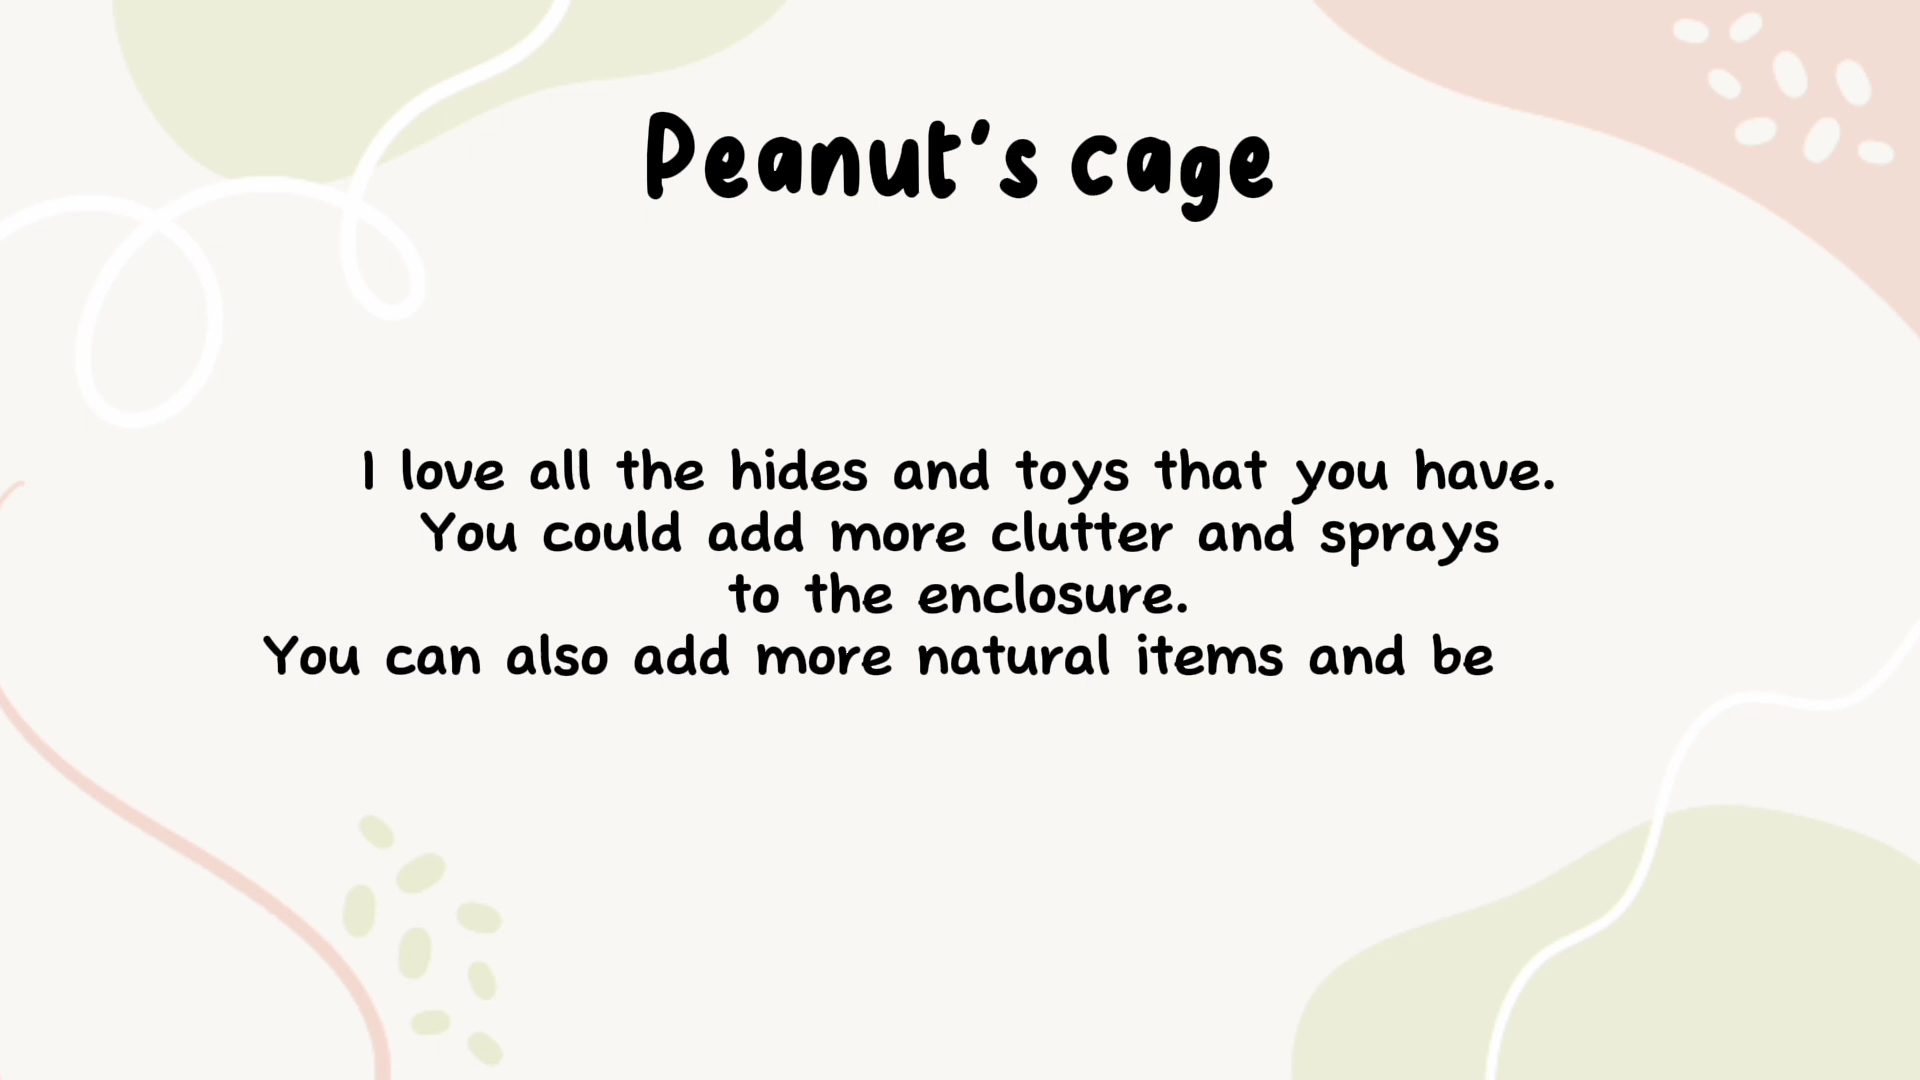 Peanut's cage
I love all the hides and toys that you have.
You could add more clutter and sprays
to the enclosure.
You can also add more natural items and be